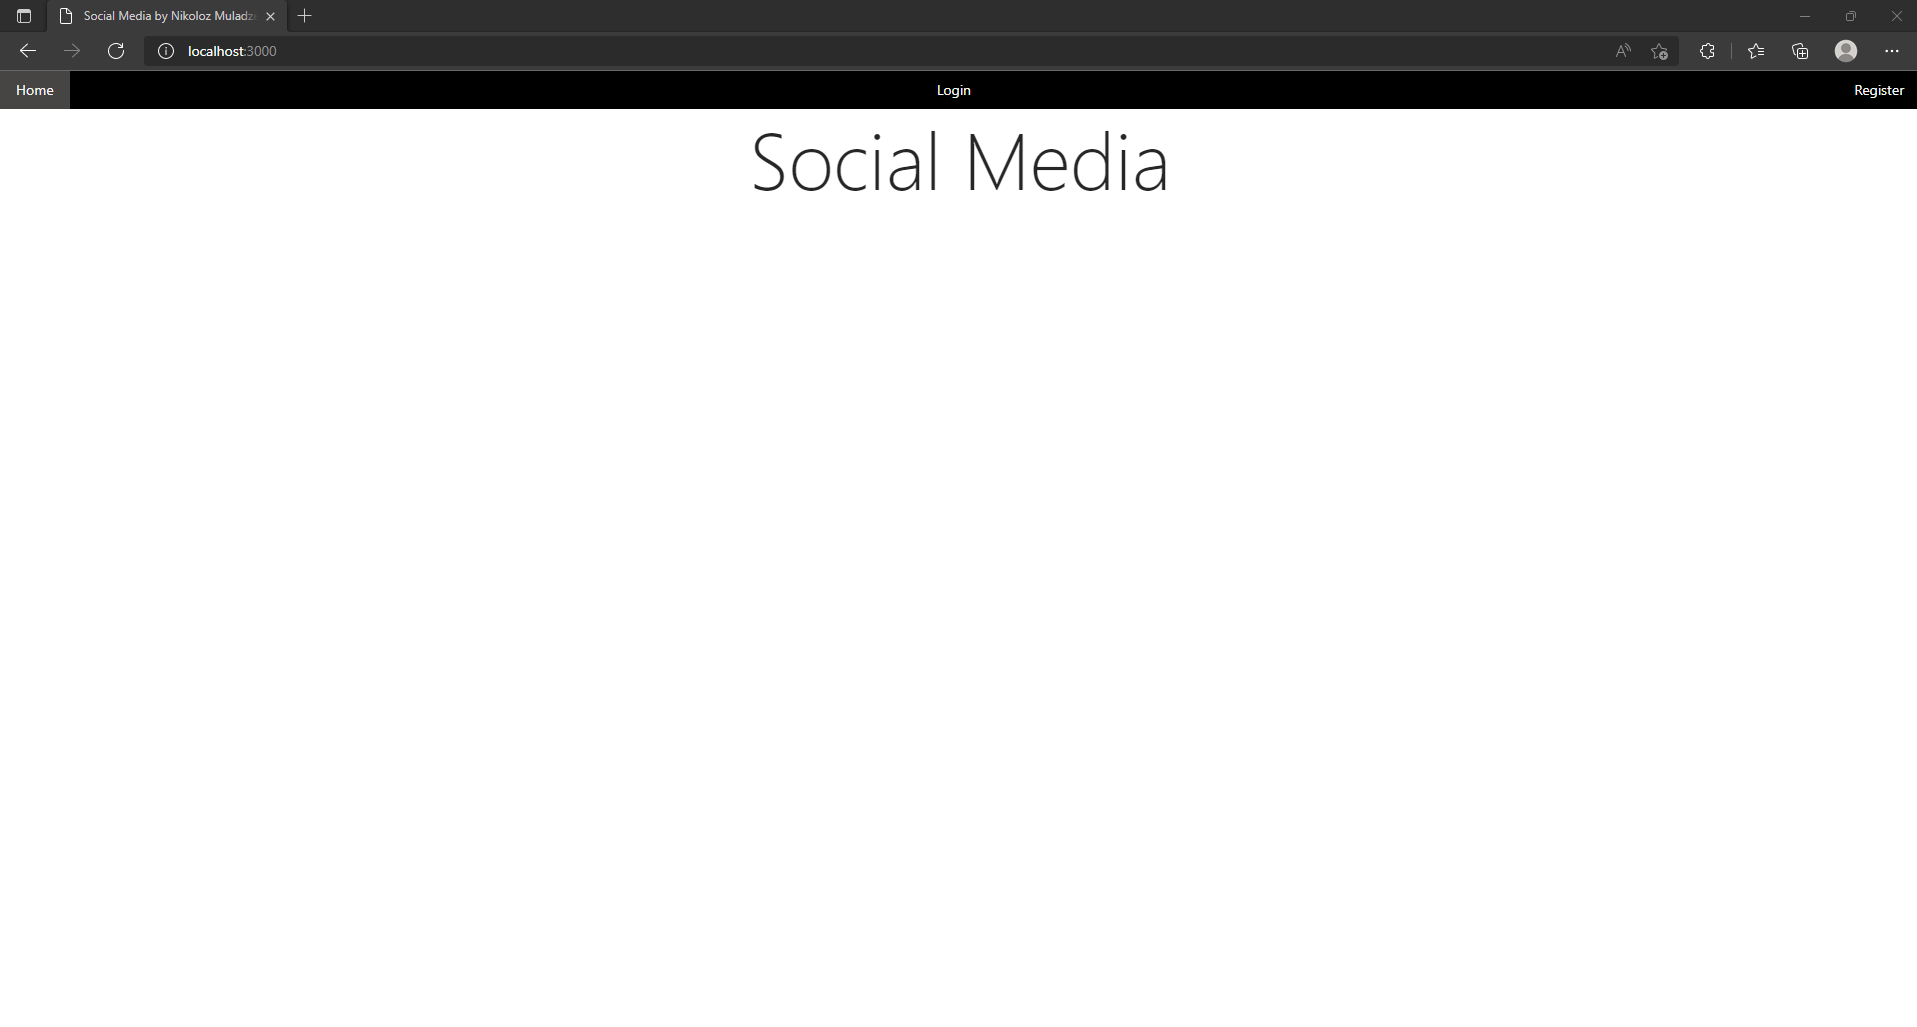 Social Media by Nikoloz Muladz
localhost:3000
Home Login Register
Social Media